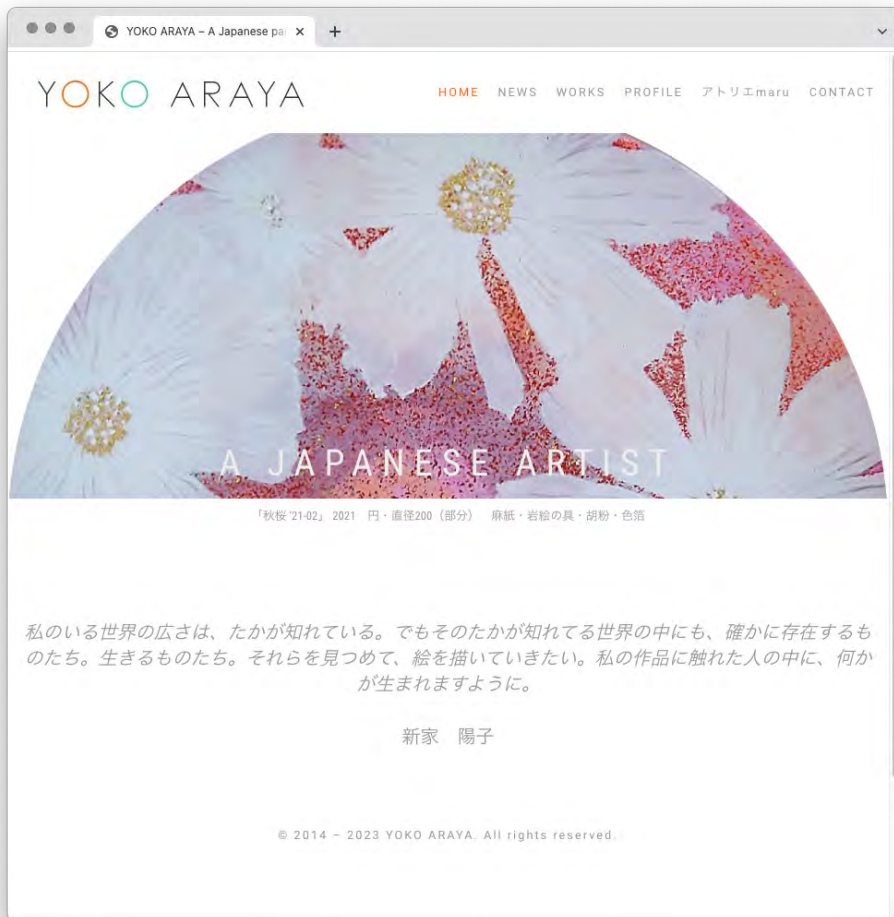 YOKO ARAYA – A Japanese pa
YOKO ARAYA
HOME NEWS WORKS PROFILE アトリエmaru CONTACT
A JAPANESE ARTIST
「秋桜 '21-02」 2021　円・直径200（部分）　麻紙・岩絵の具・胡粉・色箔
私のいる世界の広さは、たかが知れている。でもそのたかが知れてる世界の中にも、確かに存在するも
のたち。生きるものたち。それらを見つめて、絵を描いていきたい。私の作品に触れた人の中に、何か
が生まれますように。
新家　陽子
© 2014 – 2023 YOKO ARAYA. All rights reserved.